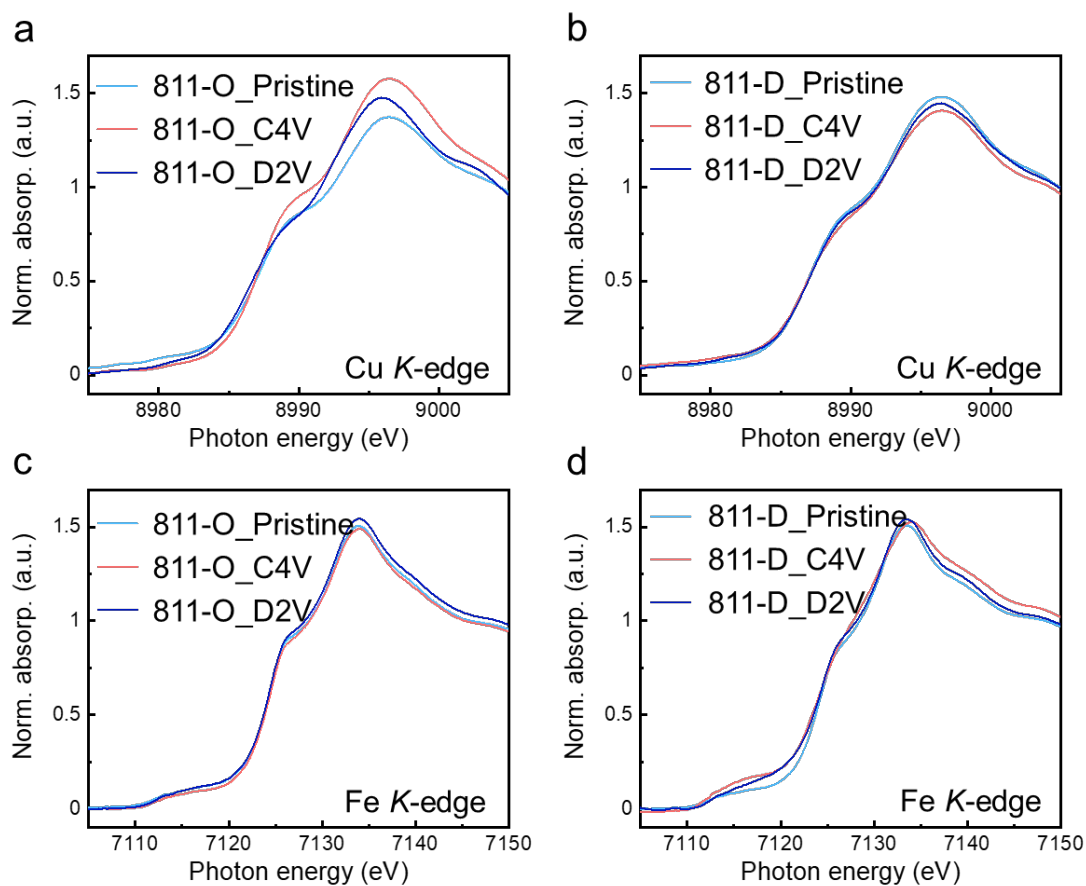 a
1.5
1
0.5
0
Norm. absorp. (a.u.)
811-O_Pristine
811-O_C4V
811-O_D2V
Cu K-edge
8980 8990 9000
Photon energy (eV)
b
1.5
1
0.5
0
Norm. absorp. (a.u.)
811-D_Pristine
811-D_C4V
811-D_D2V
Cu K-edge
8980 8990 9000
Photon energy (eV)
c
1.5
1
0.5
0
Norm. absorp. (a.u.)
811-O_Pristine
811-O_C4V
811-O_D2V
Fe K-edge
7110 7120 7130 7140 7150
Photon energy (eV)
d
1.5
1
0.5
0
Norm. absorp. (a.u.)
811-D_Pristine
811-D_C4V
811-D_D2V
Fe K-edge
7110 7120 7130 7140 7150
Photon energy (eV)